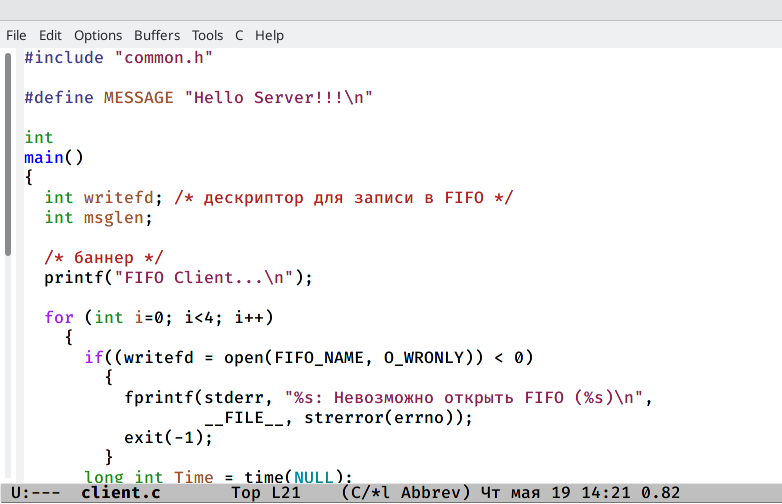 File Edit Options Buffers Tools C Help
#include "common.h"
#define MESSAGE "Hello Server!!!\n"
int
main()
{
int writefd; /* дескриптор для записи в FIFO */
int msglen;
/* баннер */
printf("FIFO Client...\n");
for (int i=0; i<4; i++)
{
if((writefd = open(FIFO_NAME, O_WRONLY)) < 0)
{
fprintf(stderr, "%s: Невозможно открыть FIFO (%s)\n",
__FILE__, strerror(errno));
exit(-1);
}
long int Time = time(NULL);
U:--- client.c Top L21 (C/*l Abbrev) Чт мая 19 14:21 0.82